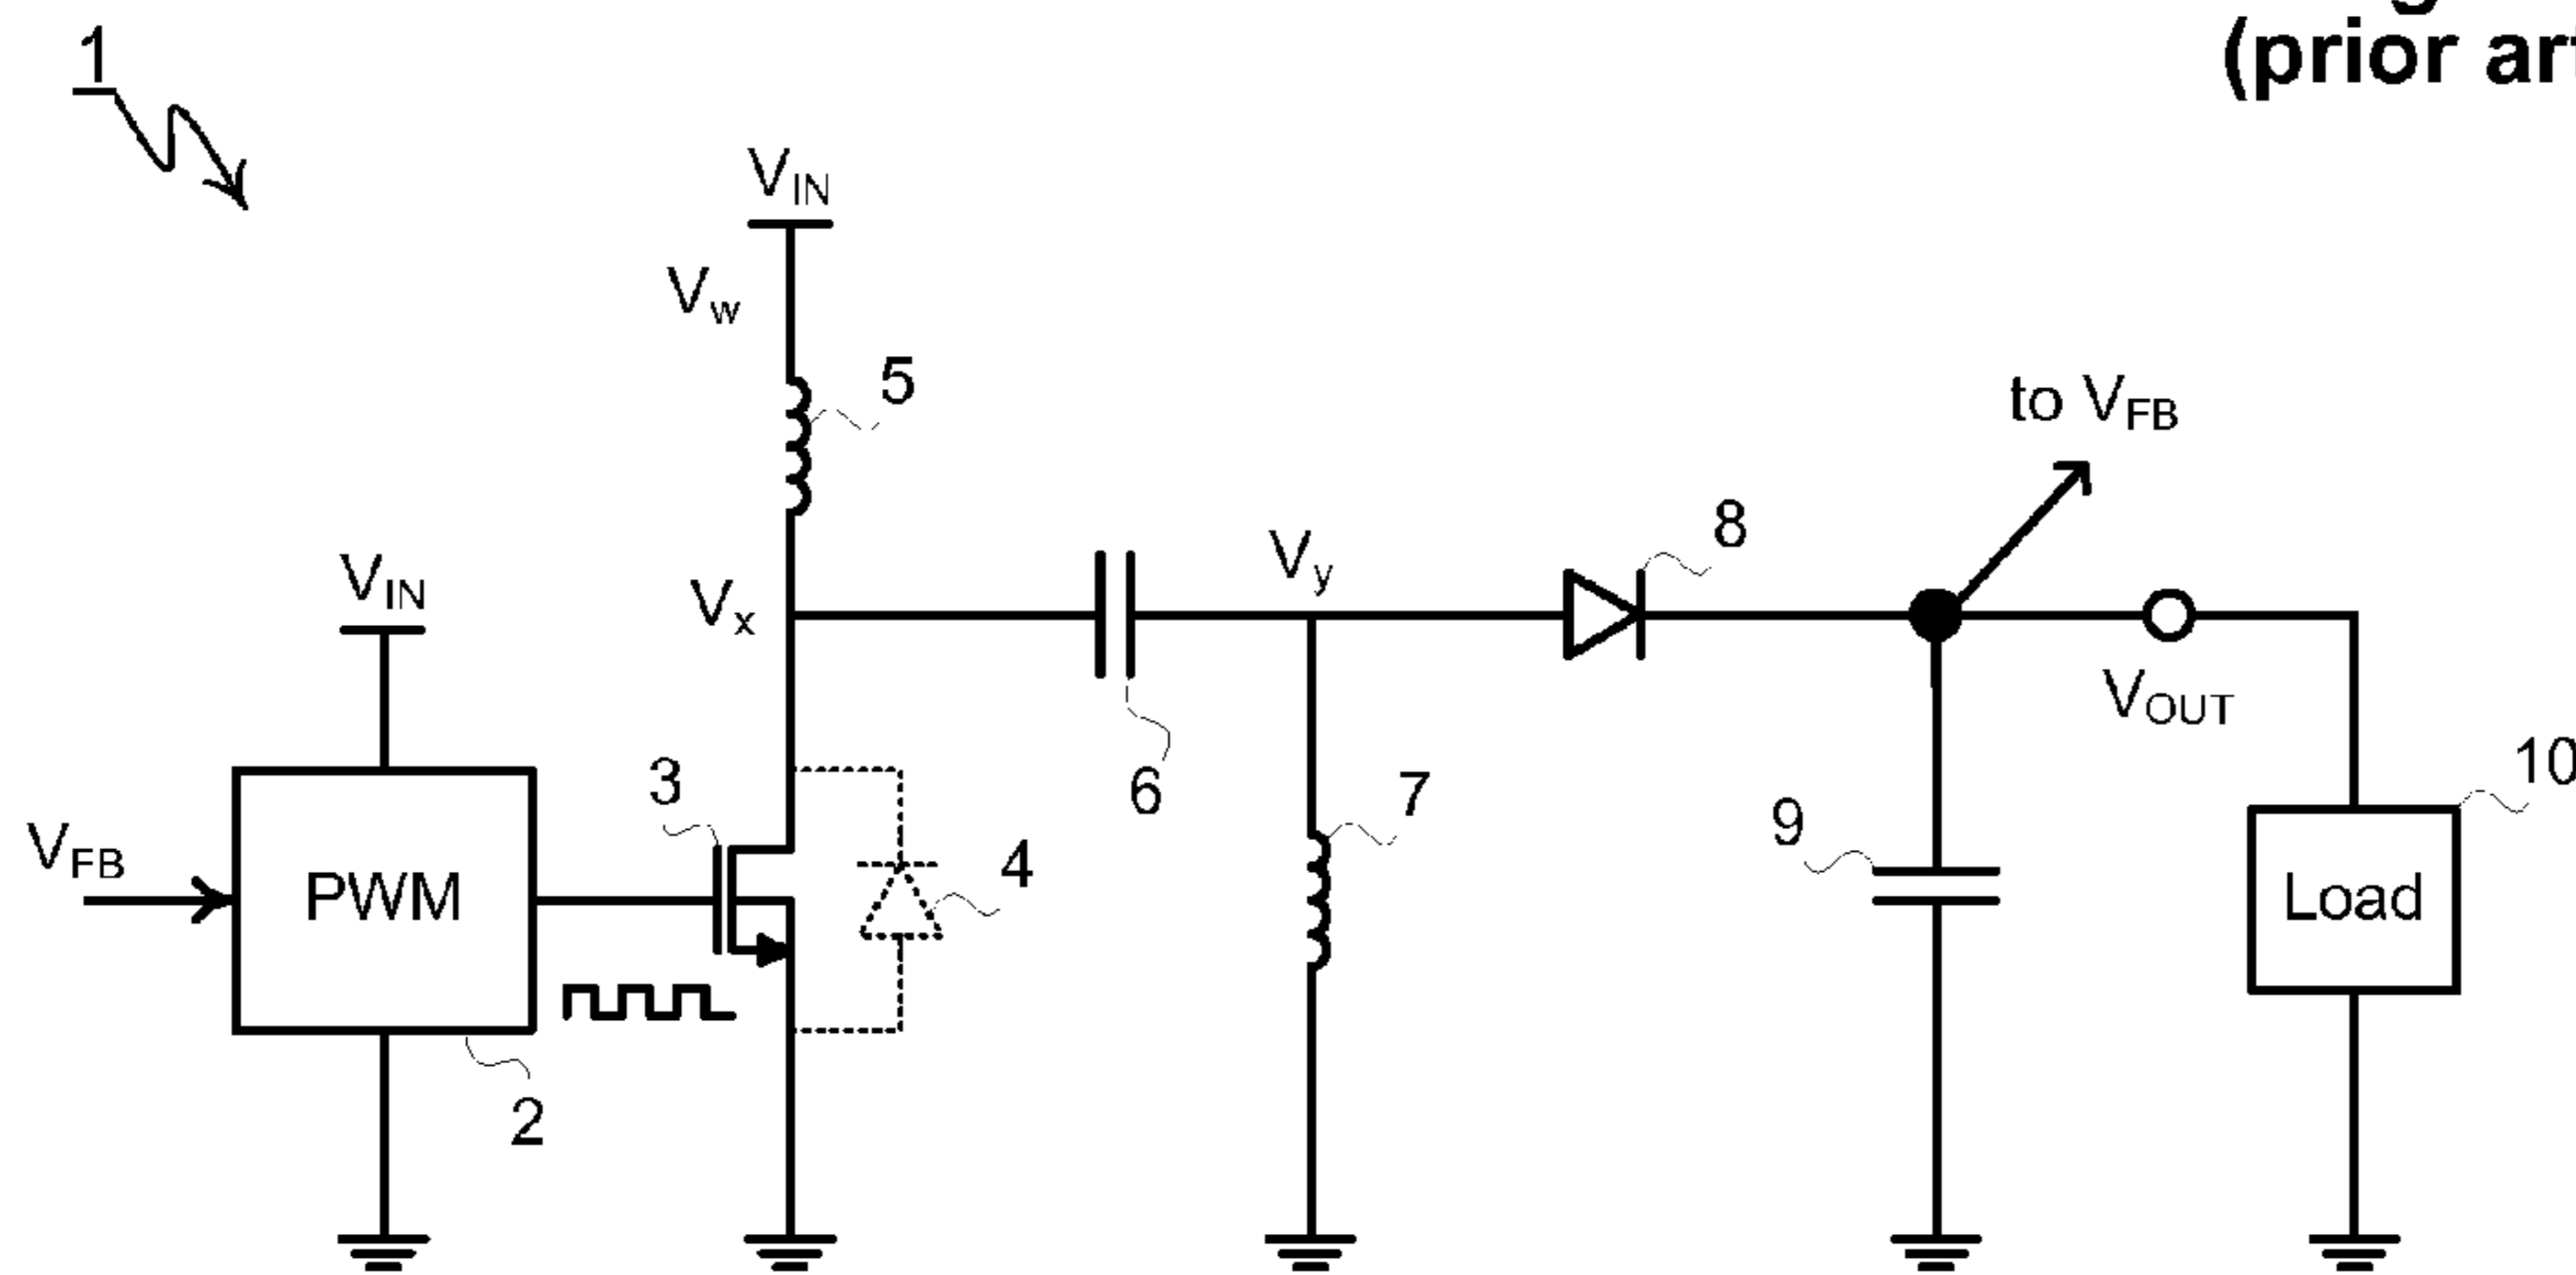 (prior ar
1
V_IN
V_w
5
to V_FB
8
V_y
V_IN
V_x
V_OUT
10
3
6
7
9
4
V_FB
PWM
Load
2